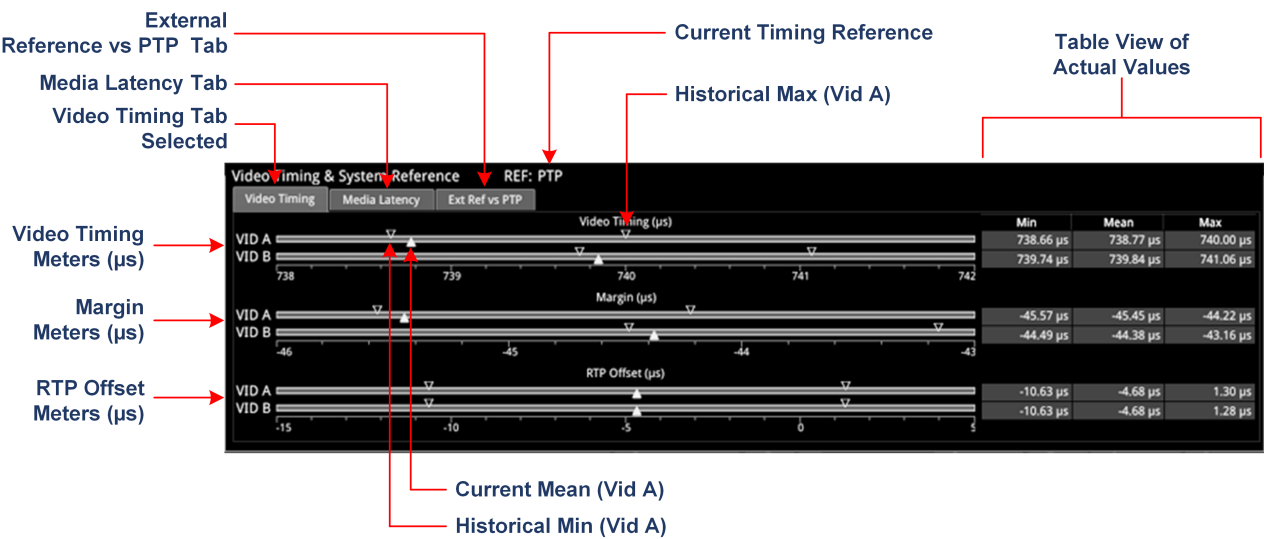 External
Reference vs PTP Tab
Media Latency Tab
Video Timing Tab
Selected
Current Timing Reference
Historical Max (Vid A)
Table View of
Actual Values
Video Timing & System Reference REF: PTP
Video Timing Media Latency Ext Ref vs PTP
Video Timing
Meters (µs)
Video Timing (µs)
Min Mean Max
VID A 738.66 µs 738.77 µs 740.00 µs
VID B 739.74 µs 739.84 µs 741.06 µs
738 739 740 741 742
Margin
Meters (µs)
Margin (µs)
VID A -45.57 µs -45.45 µs -44.22 µs
VID B -44.49 µs -44.38 µs -43.16 µs
-46 -45 -44 -43
RTP Offset
Meters (µs)
RTP Offset (µs)
VID A -10.63 µs -4.68 µs 1.30 µs
VID B -10.63 µs -4.68 µs 1.28 µs
-15 -10 -5 0 5
Current Mean (Vid A)
Historical Min (Vid A)